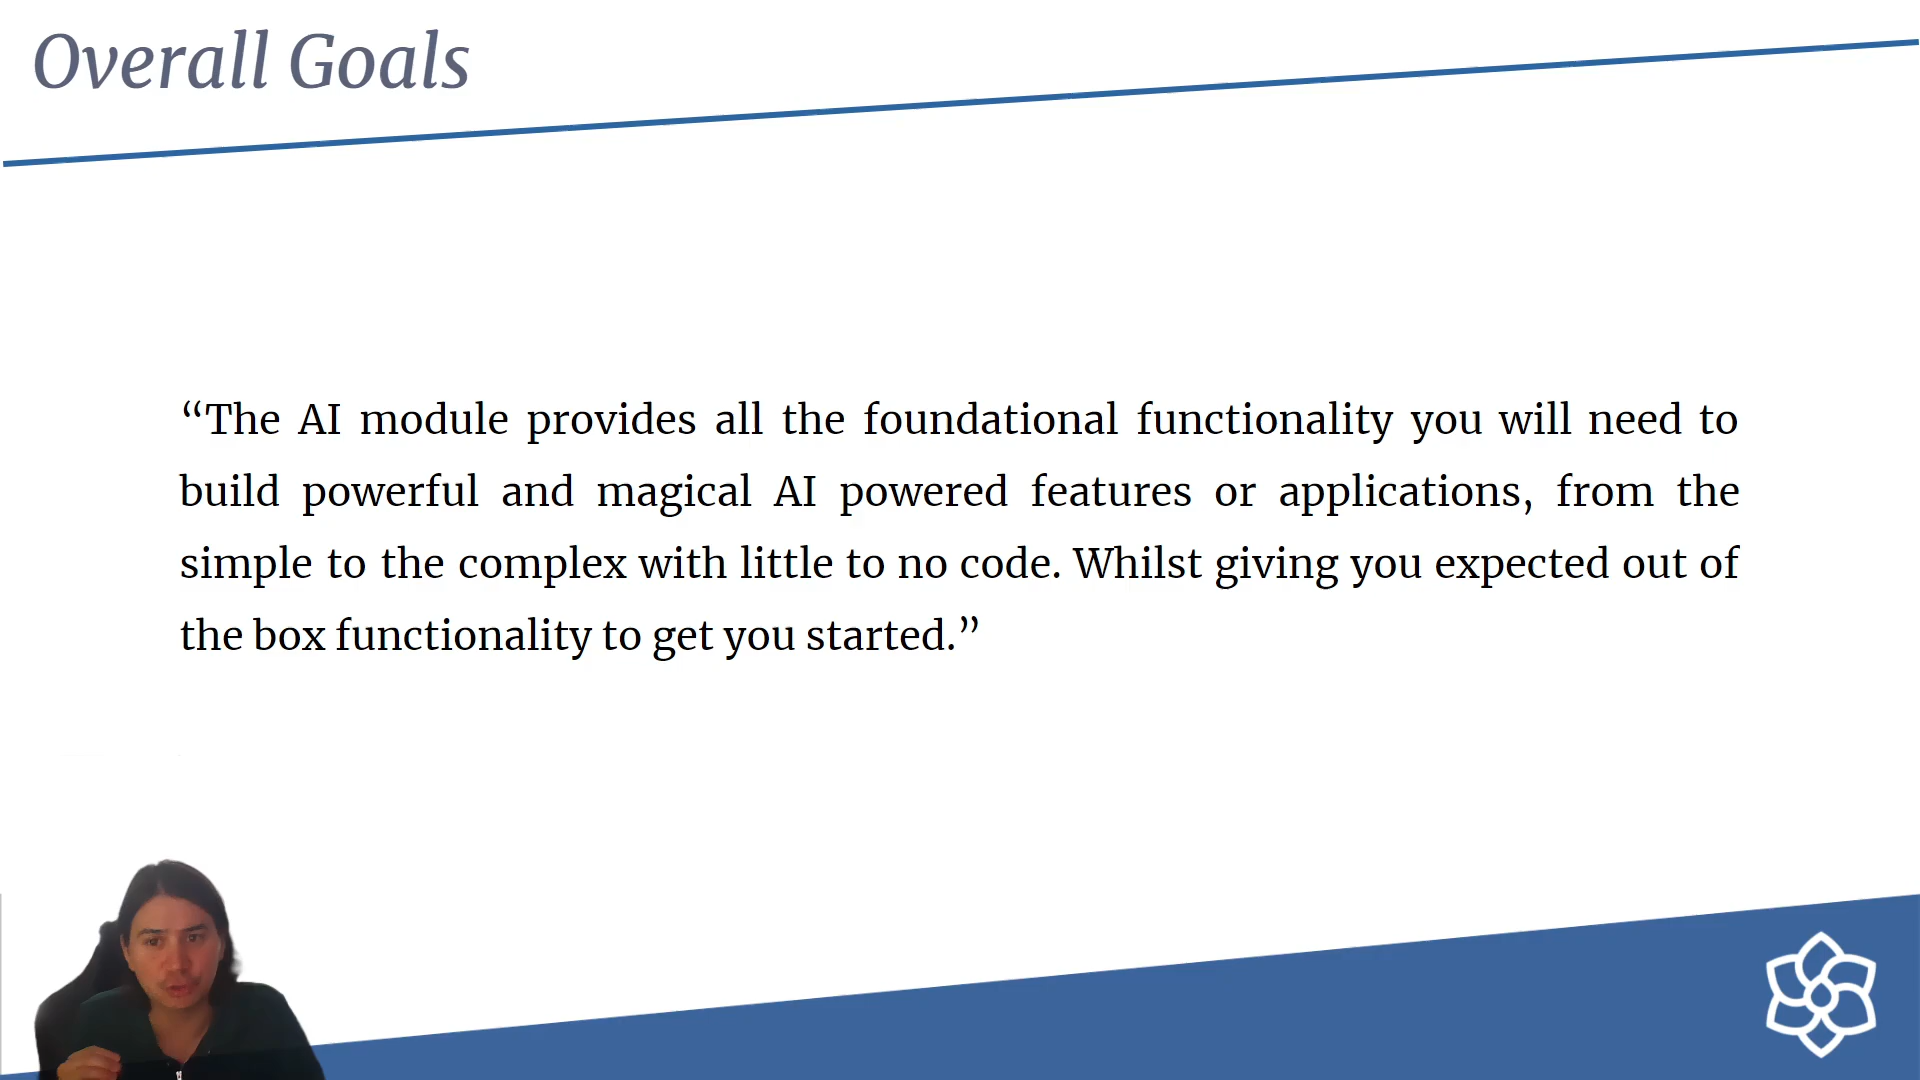 Overall Goals
“The AI module provides all the foundational functionality you will need to
build powerful and magical AI powered features or applications, from the
simple to the complex with little to no code. Whilst giving you expected out of
the box functionality to get you started.”